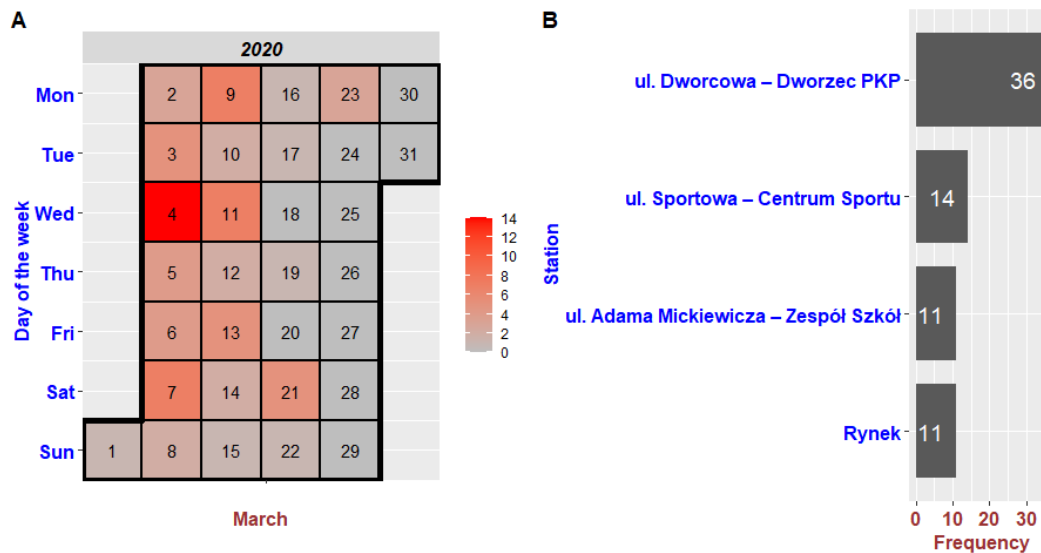 A
2020
Day of the week
Mon 2 9 16 23 30
Tue 3 10 17 24 31
Wed 4 11 18 25
Thu 5 12 19 26
Fri 6 13 20 27
Sat 7 14 21 28
Sun 1 8 15 22 29
March
14
12
10
8
6
4
2
0
B
Station
ul. Dworcowa – Dworzec PKP 36
ul. Sportowa – Centrum Sportu 14
ul. Adama Mickiewicza – Zespół Szkół 11
Rynek 11
0 10 20 30
Frequency